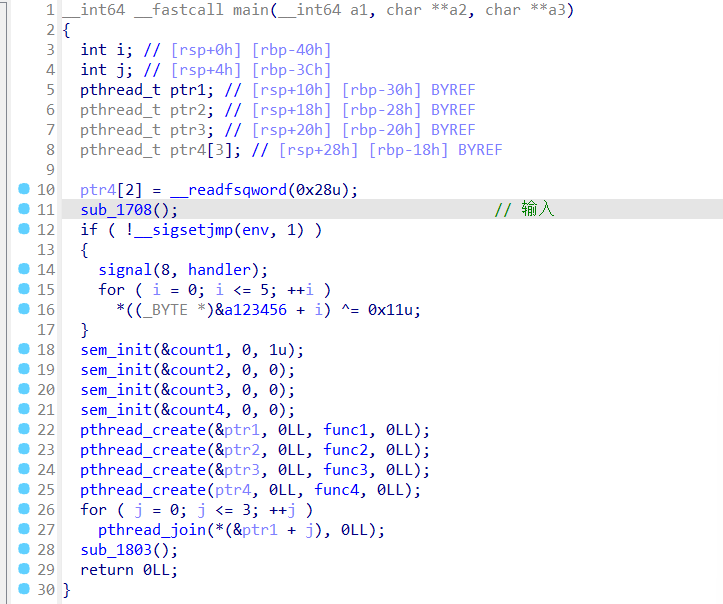 1 __int64 __fastcall main(__int64 a1, char **a2, char **a3)
2 {
3 int i; // [rsp+0h] [rbp-40h]
4 int j; // [rsp+4h] [rbp-3Ch]
5 pthread_t ptr1; // [rsp+10h] [rbp-30h] BYREF
6 pthread_t ptr2; // [rsp+18h] [rbp-28h] BYREF
7 pthread_t ptr3; // [rsp+20h] [rbp-20h] BYREF
8 pthread_t ptr4[3]; // [rsp+28h] [rbp-18h] BYREF
9
10 ptr4[2] = __readfsqword(0x28u);
11 sub_1708(); // 输入
12 if ( !__sigsetjmp(env, 1) )
13 {
14 signal(8, handler);
15 for ( i = 0; i <= 5; ++i )
16 *((_BYTE *)&a123456 + i) ^= 0x11u;
17 }
18 sem_init(&count1, 0, 1u);
19 sem_init(&count2, 0, 0);
20 sem_init(&count3, 0, 0);
21 sem_init(&count4, 0, 0);
22 pthread_create(&ptr1, 0LL, func1, 0LL);
23 pthread_create(&ptr2, 0LL, func2, 0LL);
24 pthread_create(&ptr3, 0LL, func3, 0LL);
25 pthread_create(ptr4, 0LL, func4, 0LL);
26 for ( j = 0; j <= 3; ++j )
27 pthread_join(*(&ptr1 + j), 0LL);
28 sub_1803();
29 return 0LL;
30 }